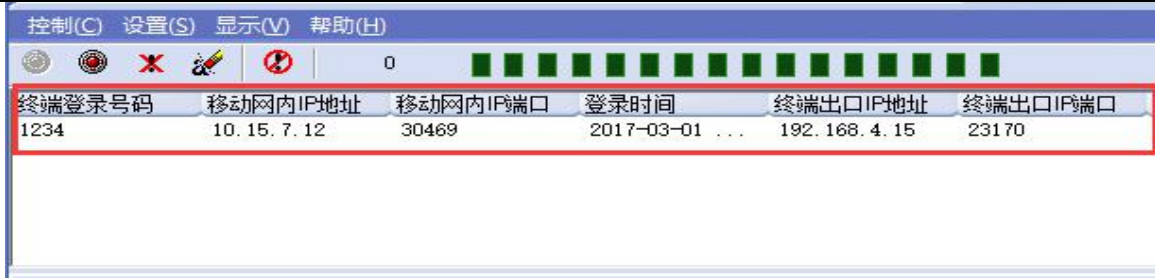 控制(C) 设置(S) 显示(V) 帮助(H)
0
终端登录号码 移动网内IP地址 移动网内IP端口 登录时间 终端出口IP地址 终端出口IP端口
1234 10.15.7.12 30469 2017-03-01 ... 192.168.4.15 23170